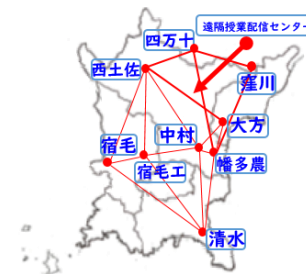 遠隔授業配信センター
四万十
窪川
西土佐
大方
中村
幡多農
宿毛
宿毛工
清水